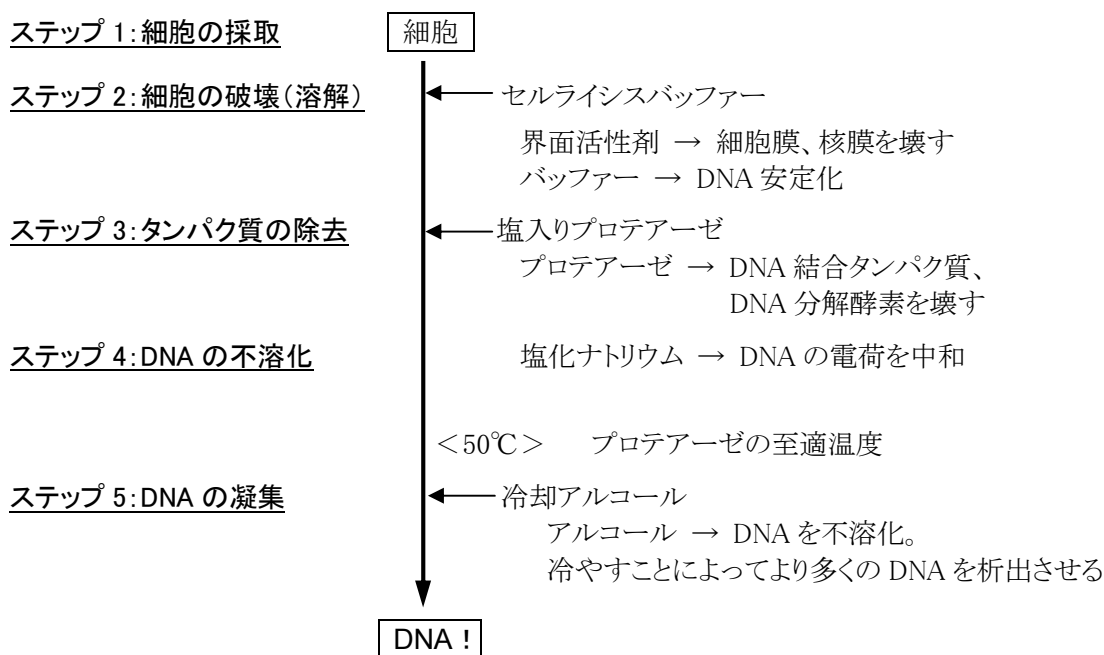 ステップ 1:細胞の採取
細胞
ステップ 2:細胞の破壊(溶解)
セルライシスバッファー
界面活性剤 → 細胞膜、核膜を壊す
バッファー → DNA 安定化
ステップ 3:タンパク質の除去
塩入りプロテアーゼ
プロテアーゼ → DNA 結合タンパク質、
DNA 分解酵素を壊す
ステップ 4:DNA の不溶化
塩化ナトリウム → DNA の電荷を中和
<50℃> プロテアーゼの至適温度
ステップ 5:DNA の凝集
冷却アルコール
アルコール → DNA を不溶化。
冷やすことによってより多くの DNA を析出させる
DNA!